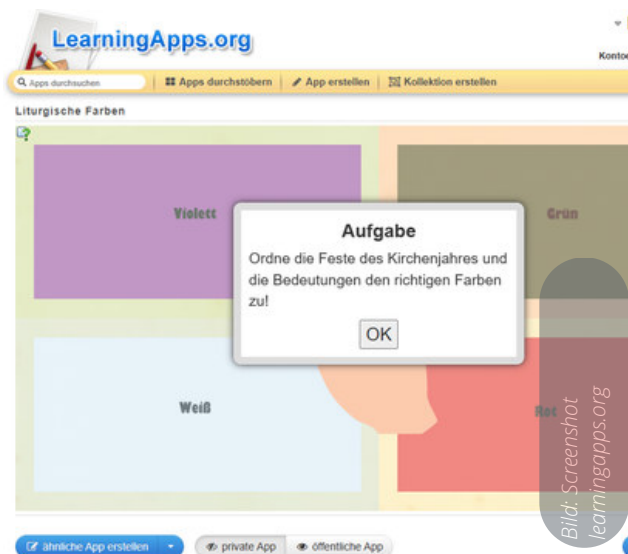 LearningApps.org
Apps durchsuchen
Apps durchstöbern
App erstellen
Kollektion erstellen
Liturgische Farben
Violett
Grün
Aufgabe
Ordne die Feste des Kirchenjahres und
die Bedeutungen den richtigen Farben
zu!
OK
Weiß
Rot
Bild: Screenshot
learningapps.org
ähnliche App erstellen
private App
öffentliche App